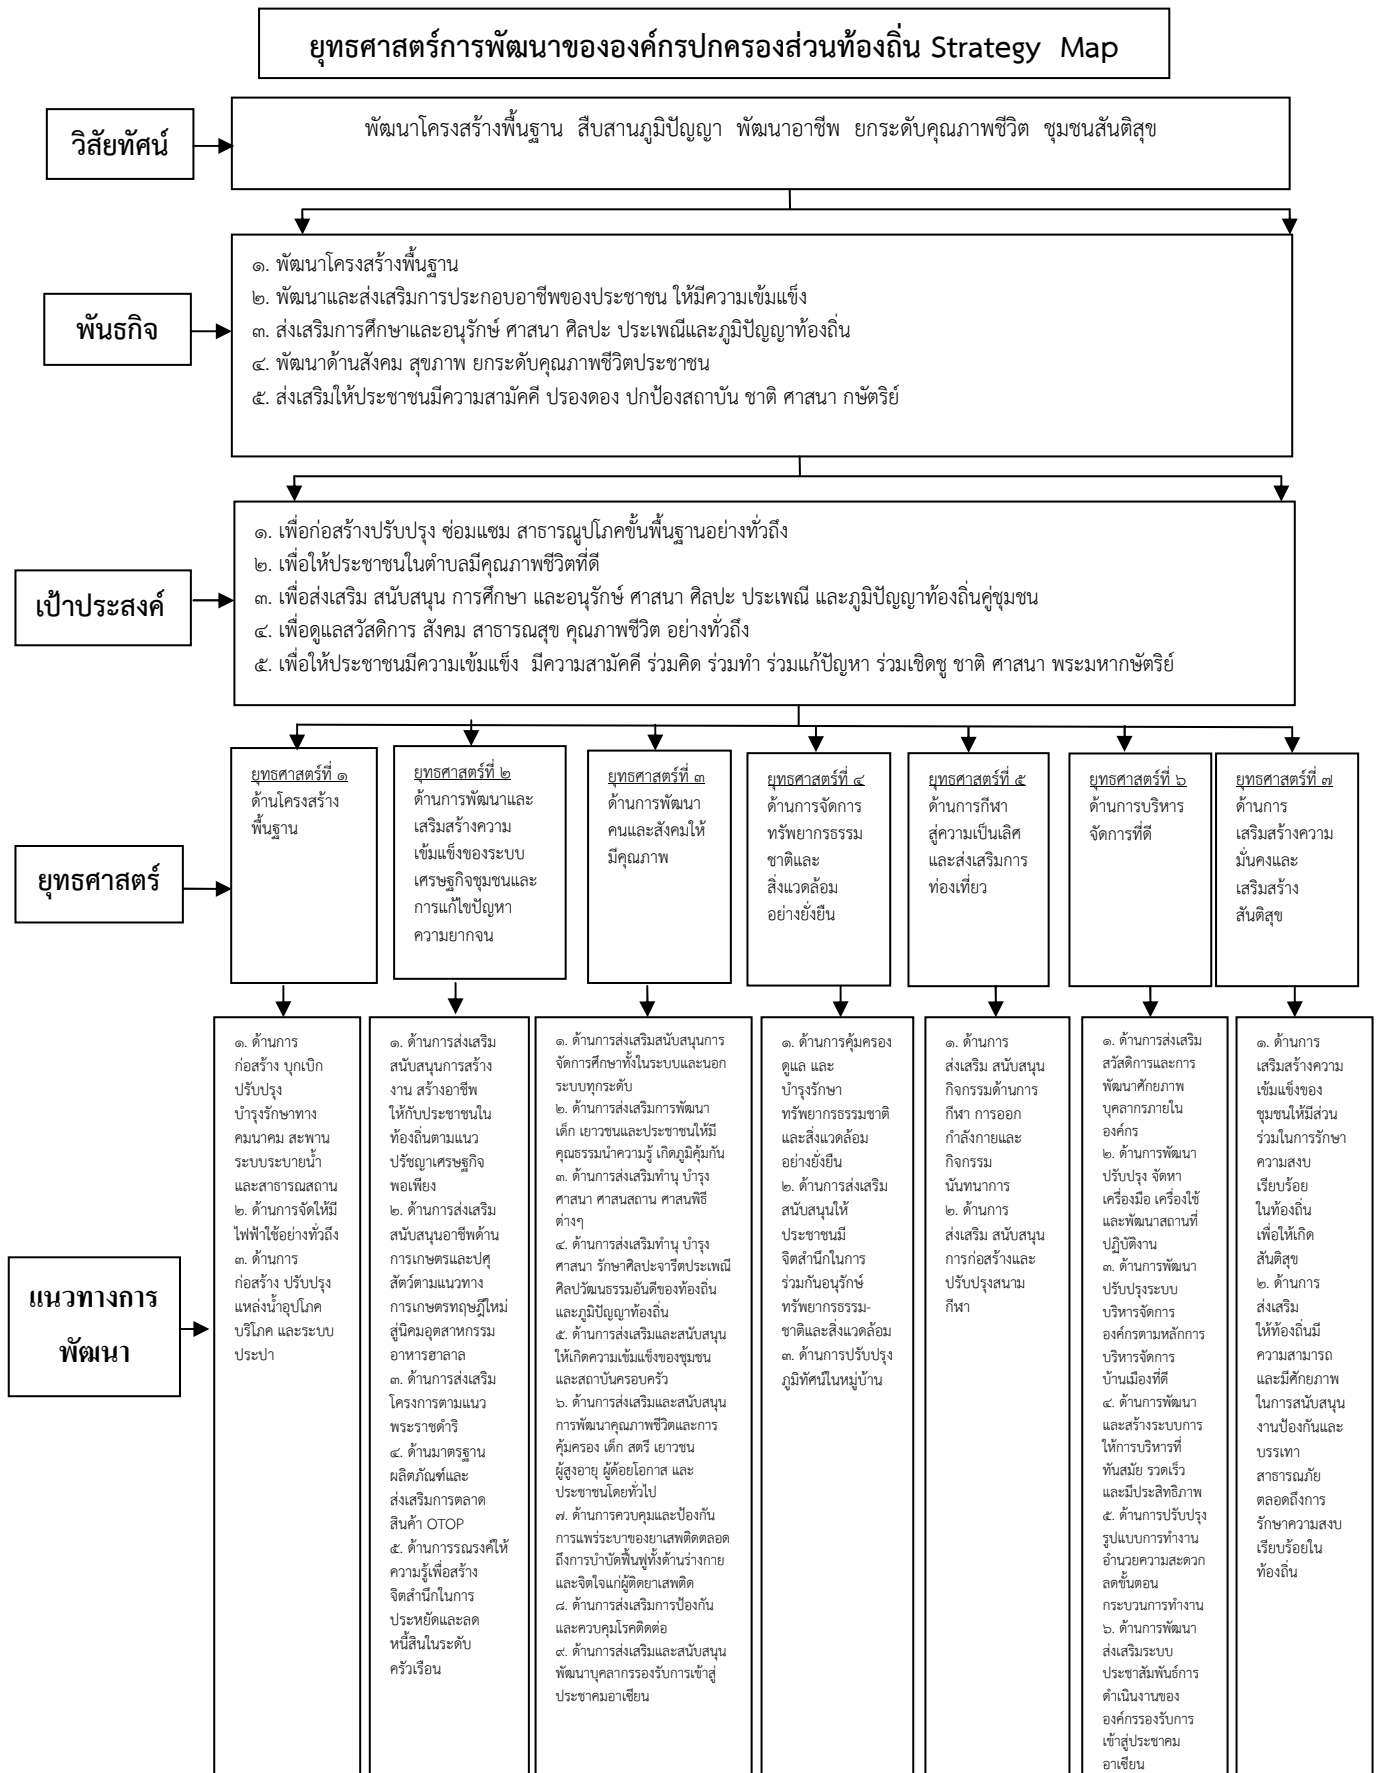 ยุทธศาสตร์การพัฒนาขององค์กรปกครองส่วนท้องถิ่น Strategy Map
วิสัยทัศน์
พัฒนาโครงสร้างพื้นฐาน สืบสานภูมิปัญญา พัฒนาอาชีพ ยกระดับคุณภาพชีวิต ชุมชนสันติสุข
พันธกิจ
๑. พัฒนาโครงสร้างพื้นฐาน
๒. พัฒนาและส่งเสริมการประกอบอาชีพของประชาชน ให้มีความเข้มแข็ง
๓. ส่งเสริมการศึกษาและอนุรักษ์ ศาสนา ศิลปะ ประเพณีและภูมิปัญญาท้องถิ่น
๔. พัฒนาด้านสังคม สุขภาพ ยกระดับคุณภาพชีวิตประชาชน
๕. ส่งเสริมให้ประชาชนมีความสามัคคี ปรองดอง ปกป้องสถาบัน ชาติ ศาสนา กษัตริย์
เป้าประสงค์
๑. เพื่อก่อสร้างปรับปรุง ซ่อมแซม สาธารณูปโภคขั้นพื้นฐานอย่างทั่วถึง
๒. เพื่อให้ประชาชนในตำบลมีคุณภาพชีวิตที่ดี
๓. เพื่อส่งเสริม สนับสนุน การศึกษา และอนุรักษ์ ศาสนา ศิลปะ ประเพณี และภูมิปัญญาท้องถิ่นคู่ชุมชน
๔. เพื่อดูแลสวัสดิการ สังคม สาธารณสุข คุณภาพชีวิต อย่างทั่วถึง
๕. เพื่อให้ประชาชนมีความเข้มแข็ง มีความสามัคคี ร่วมคิด ร่วมทำ ร่วมแก้ปัญหา ร่วมเชิดชู ชาติ ศาสนา พระมหากษัตริย์
ยุทธศาสตร์
ยุทธศาสตร์ที่ ๑
ด้านโครงสร้าง
พื้นฐาน
ยุทธศาสตร์ที่ ๒
ด้านการพัฒนาและ
เสริมสร้างความ
เข้มแข็งของระบบ
เศรษฐกิจชุมชนและ
การแก้ไขปัญหา
ความยากจน
ยุทธศาสตร์ที่ ๓
ด้านการพัฒนา
คนและสังคมให้
มีคุณภาพ
ยุทธศาสตร์ที่ ๔
ด้านการจัดการ
ทรัพยากรธรรม
ชาติและ
สิ่งแวดล้อม
อย่างยั่งยืน
ยุทธศาสตร์ที่ ๕
ด้านการกีฬา
สู่ความเป็นเลิศ
และส่งเสริมการ
ท่องเที่ยว
ยุทธศาสตร์ที่ ๖
ด้านการบริหาร
จัดการที่ดี
ยุทธศาสตร์ที่ ๗
ด้านการ
เสริมสร้างความ
มั่นคงและ
เสริมสร้าง
สันติสุข
แนวทางการ
พัฒนา
๑. ด้านการ
ก่อสร้าง บุกเบิก
ปรับปรุง
บำรุงรักษาทาง
คมนาคม สะพาน
ระบบระบายน้ำ
และสาธารณสถาน
๒. ด้านการจัดให้มี
ไฟฟ้าใช้อย่างทั่วถึง
๓. ด้านการ
ก่อสร้าง ปรับปรุง
แหล่งน้ำอุปโภค
บริโภค และระบบ
ประปา
๑. ด้านการส่งเสริม
สนับสนุนการสร้าง
งาน สร้างอาชีพ
ให้กับประชาชนใน
ท้องถิ่นตามแนว
ปรัชญาเศรษฐกิจ
พอเพียง
๒. ด้านการส่งเสริม
สนับสนุนอาชีพด้าน
การเกษตรและปศุ
สัตว์ตามแนวทาง
การเกษตรทฤษฎีใหม่
สู่นิคมอุตสาหกรรม
อาหารฮาลาล
๓. ด้านการส่งเสริม
โครงการตามแนว
พระราชดำริ
๔. ด้านมาตรฐาน
ผลิตภัณฑ์และ
ส่งเสริมการตลาด
สินค้า OTOP
๕. ด้านการรณรงค์ให้
ความรู้เพื่อสร้าง
จิตสำนึกในการ
ประหยัดและลด
หนี้สินในระดับ
ครัวเรือน
๑. ด้านการส่งเสริมสนับสนุนการ
จัดการศึกษาทั้งในระบบและนอก
ระบบทุกระดับ
๒. ด้านการส่งเสริมการพัฒนา
เด็ก เยาวชนและประชาชนให้มี
คุณธรรมนำความรู้ เกิดภูมิคุ้มกัน
๓. ด้านการส่งเสริมทำนุ บำรุง
ศาสนา ศาสนสถาน ศาสนพิธี
ต่างๆ
๔. ด้านการส่งเสริมทำนุ บำรุง
ศาสนา รักษาศิลปะจารีตประเพณี
ศิลปวัฒนธรรมอันดีของท้องถิ่น
และภูมิปัญญาท้องถิ่น
๕. ด้านการส่งเสริมและสนับสนุน
ให้เกิดความเข้มแข็งของชุมชน
และสถาบันครอบครัว
๖. ด้านการส่งเสริมและสนับสนุน
การพัฒนาคุณภาพชีวิตและการ
คุ้มครอง เด็ก สตรี เยาวชน
ผู้สูงอายุ ผู้ด้อยโอกาส และ
ประชาชนโดยทั่วไป
๗. ด้านการควบคุมและป้องกัน
การแพร่ระบาของยาเสพติดตลอด
ถึงการบำบัดฟื้นฟูทั้งด้านร่างกาย
และจิตใจแก่ผู้ติดยาเสพติด
๘. ด้านการส่งเสริมการป้องกัน
และควบคุมโรคติดต่อ
๙. ด้านการส่งเสริมและสนับสนุน
พัฒนาบุคลากรรองรับการเข้าสู่
ประชาคมอาเซียน
๑. ด้านการคุ้มครอง
ดูแล และ
บำรุงรักษา
ทรัพยากรธรรมชาติ
และสิ่งแวดล้อม
อย่างยั่งยืน
๒. ด้านการส่งเสริม
สนับสนุนให้
ประชาชนมี
จิตสำนึกในการ
ร่วมกันอนุรักษ์
ทรัพยากรธรรม-
ชาติและสิ่งแวดล้อม
๓. ด้านการปรับปรุง
ภูมิทัศน์ในหมู่บ้าน
๑. ด้านการ
ส่งเสริม สนับสนุน
กิจกรรมด้านการ
กีฬา การออก
กำลังกายและ
กิจกรรม
นันทนาการ
๒. ด้านการ
ส่งเสริม สนับสนุน
การก่อสร้างและ
ปรับปรุงสนาม
กีฬา
๑. ด้านการส่งเสริม
สวัสดิการและการ
พัฒนาศักยภาพ
บุคลากรภายใน
องค์กร
๒. ด้านการพัฒนา
ปรับปรุง จัดหา
เครื่องมือ เครื่องใช้
และพัฒนาสถานที่
ปฏิบัติงาน
๓. ด้านการพัฒนา
ปรับปรุงระบบ
บริหารจัดการ
องค์กรตามหลักการ
บริหารจัดการ
บ้านเมืองที่ดี
๔. ด้านการพัฒนา
และสร้างระบบการ
ให้การบริหารที่
ทันสมัย รวดเร็ว
และมีประสิทธิภาพ
๕. ด้านการปรับปรุง
รูปแบบการทำงาน
อำนวยความสะดวก
ลดขั้นตอน
กระบวนการทำงาน
๖. ด้านการพัฒนา
ส่งเสริมระบบ
ประชาสัมพันธ์การ
ดำเนินงานของ
องค์กรรองรับการ
เข้าสู่ประชาคม
อาเซียน
๑. ด้านการ
เสริมสร้างความ
เข้มแข็งของ
ชุมชนให้มีส่วน
ร่วมในการรักษา
ความสงบ
เรียบร้อย
ในท้องถิ่น
เพื่อให้เกิด
สันติสุข
๒. ด้านการ
ส่งเสริม
ให้ท้องถิ่นมี
ความสามารถ
และมีศักยภาพ
ในการสนับสนุน
งานป้องกันและ
บรรเทา
สาธารณภัย
ตลอดถึงการ
รักษาความสงบ
เรียบร้อยใน
ท้องถิ่น